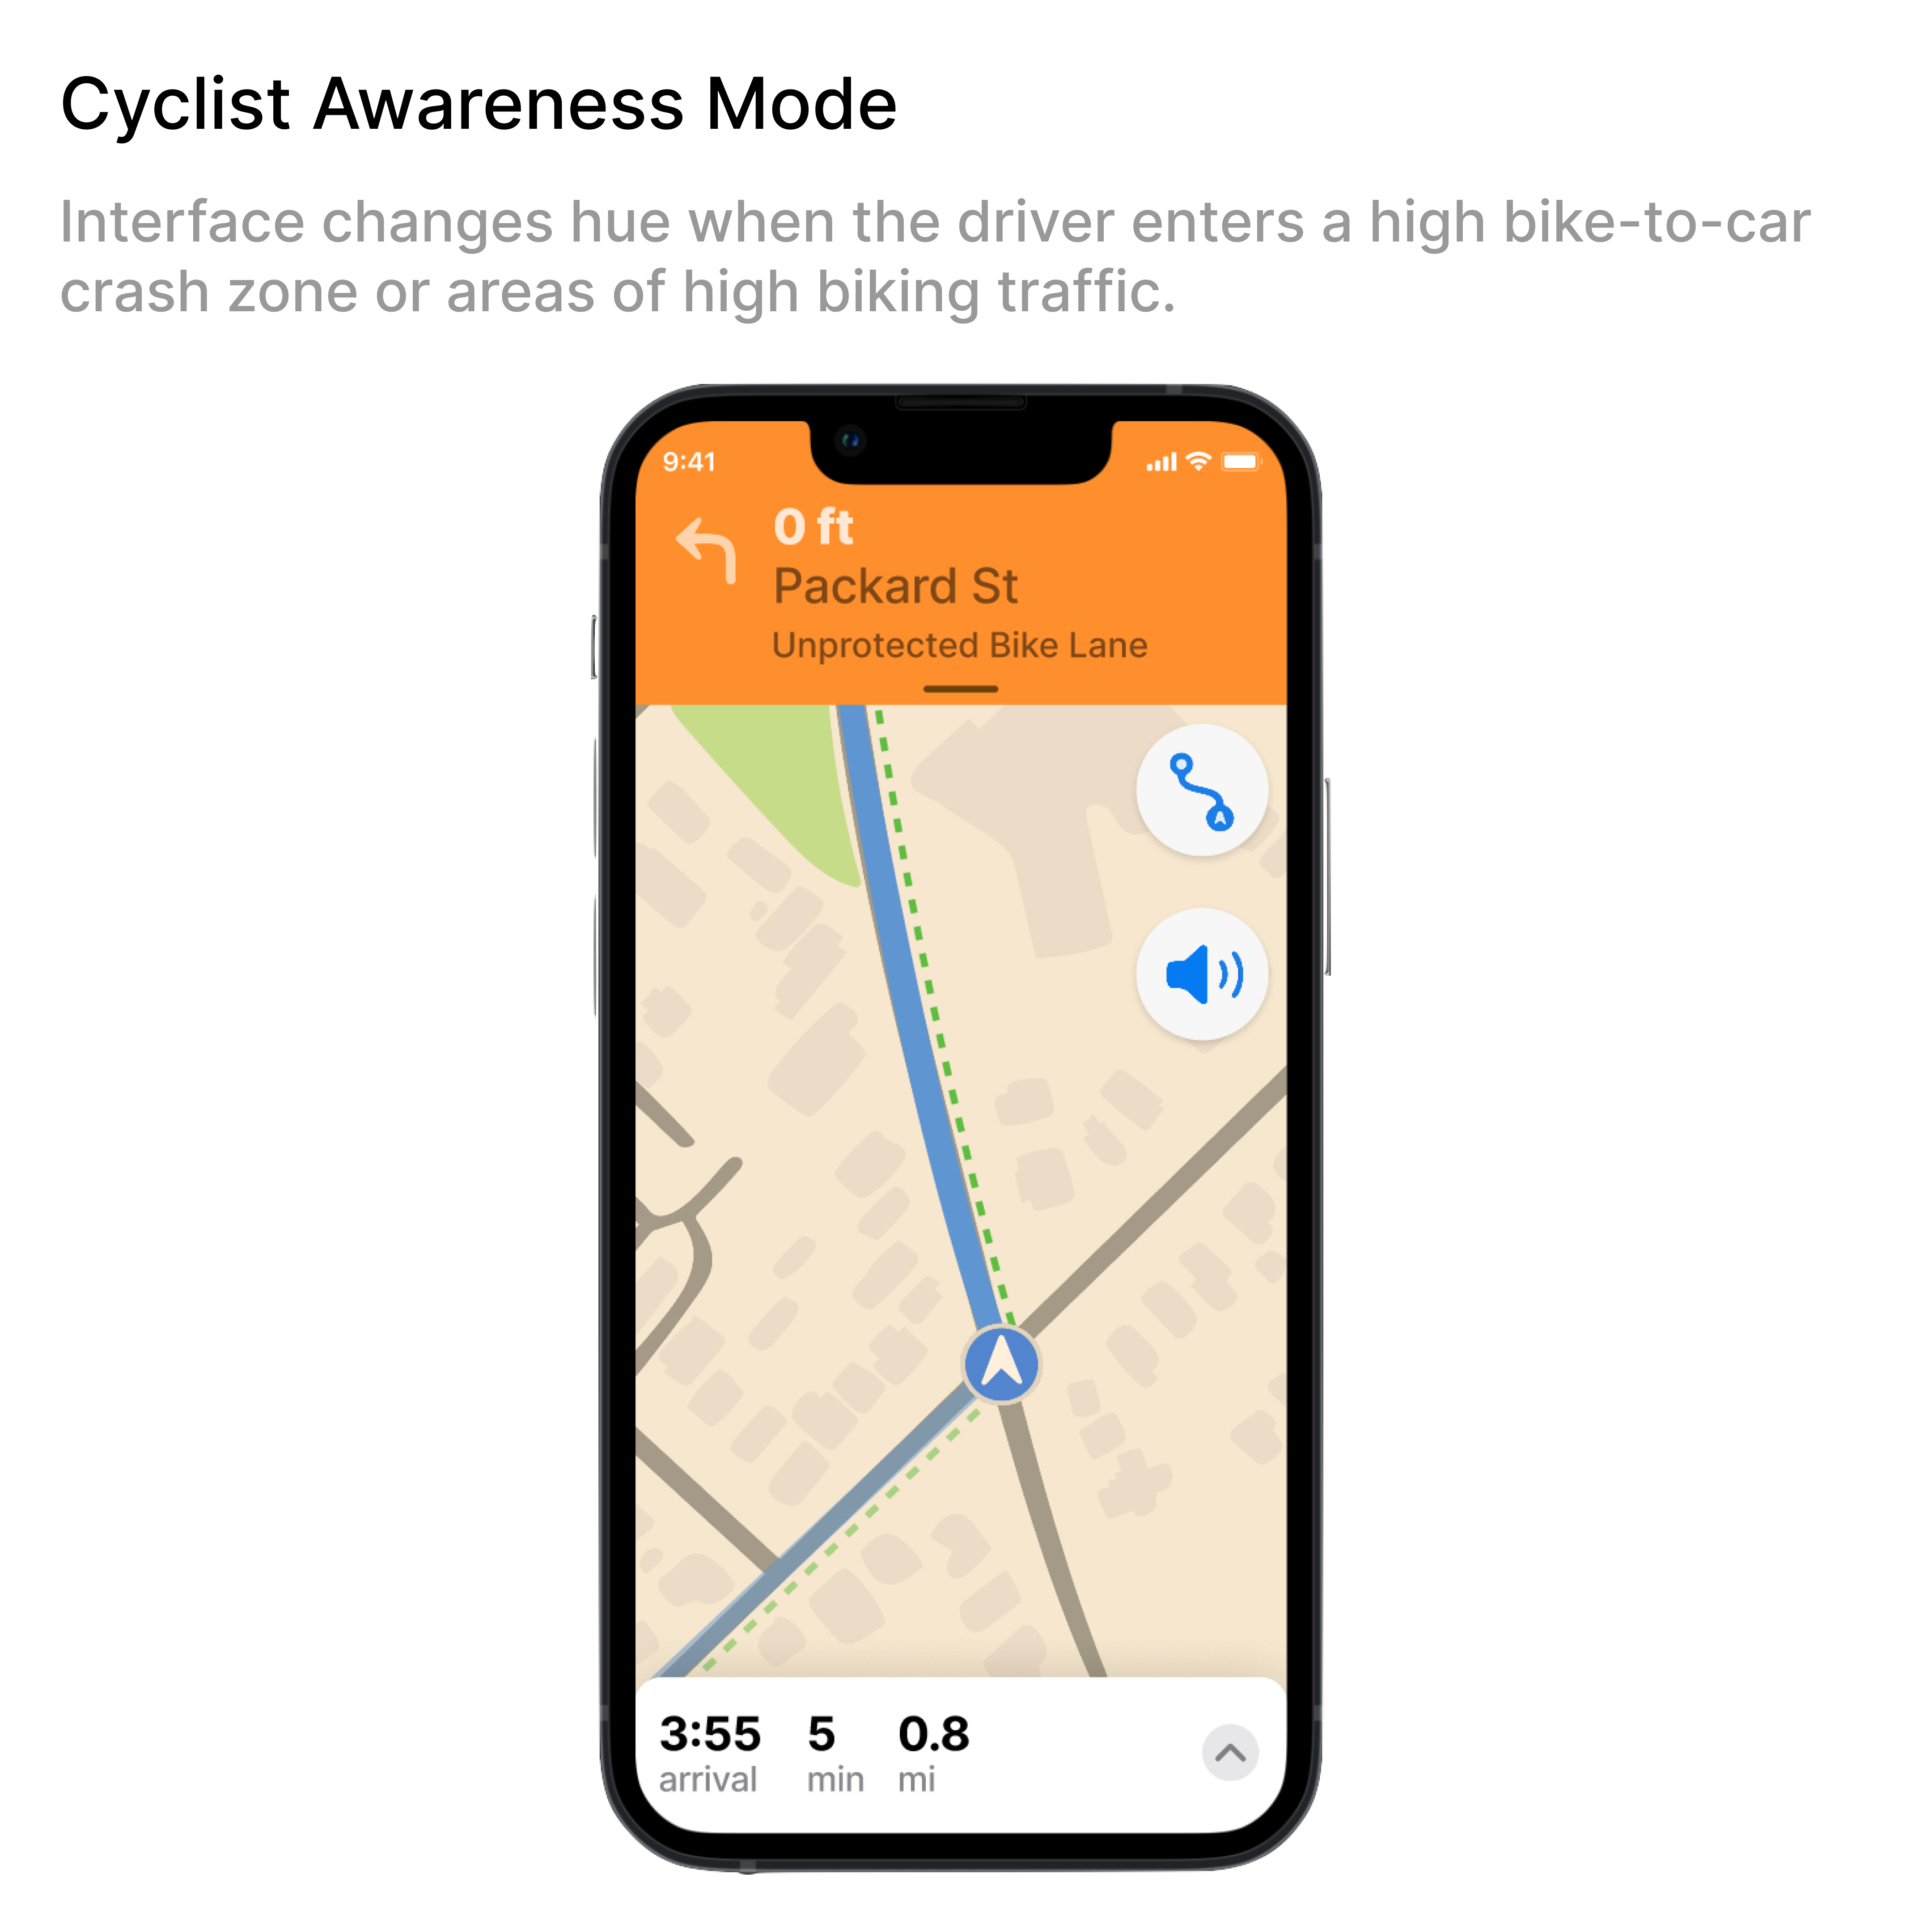 Cyclist Awareness Mode
Interface changes hue when the driver enters a high bike-to-car
crash zone or areas of high biking traffic.
9:41
0 ft
Packard St
Unprotected Bike Lane
3:55 5 0.8
arrival min mi